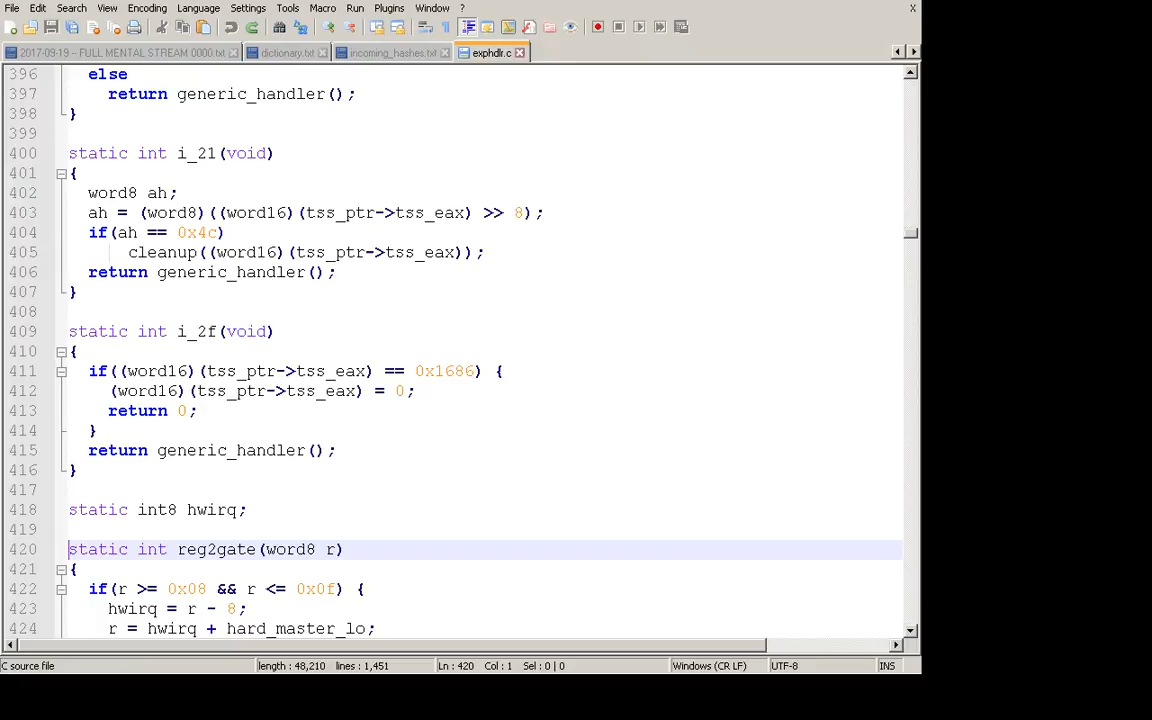 File Edit Search View Encoding Language Settings Tools Macro Run Plugins Window ? X
2017-09-19 - FULL MENTAL STREAM 0000.txt dictionary.txt incoming_hashes.txt exphdlr.c
396 else
397 return generic_handler();
398 }
399
400 static int i_21(void)
401 {
402 word8 ah;
403 ah = (word8)((word16)(tss_ptr->tss_eax) >> 8);
404 if(ah == 0x4c)
405 cleanup((word16)(tss_ptr->tss_eax));
406 return generic_handler();
407 }
408
409 static int i_2f(void)
410 {
411 if((word16)(tss_ptr->tss_eax) == 0x1686) {
412 (word16)(tss_ptr->tss_eax) = 0;
413 return 0;
414 }
415 return generic_handler();
416 }
417
418 static int8 hwirq;
419
420 static int reg2gate(word8 r)
421 {
422 if(r >= 0x08 && r <= 0x0f) {
423 hwirq = r - 8;
424 r = hwirq + hard_master_lo;
C source file length : 48,210 lines : 1,451 Ln : 420 Col : 1 Sel : 0 | 0 Windows (CR LF) UTF-8 INS